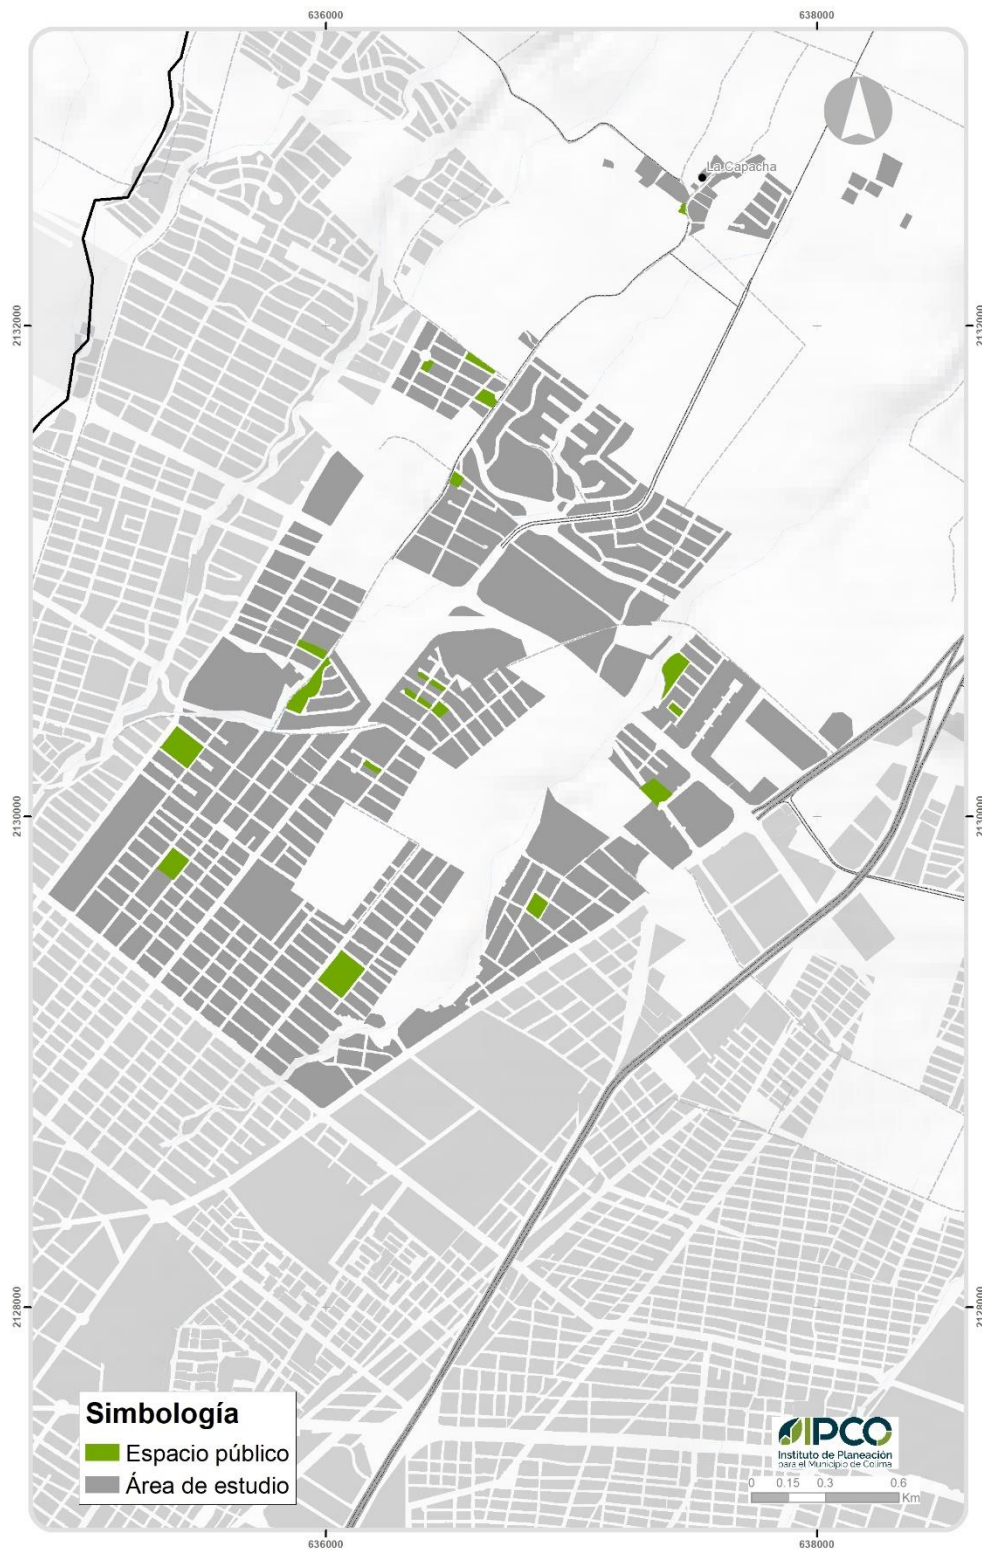 636000
638000
La Capacha
2132000
2132000
2130000
2130000
2128000
2128000
Simbología
Espacio público
Área de estudio
IPCO
Instituto de Planeación
para el Municipio de Colima
0 0.15 0.3 0.6
Km
636000
638000